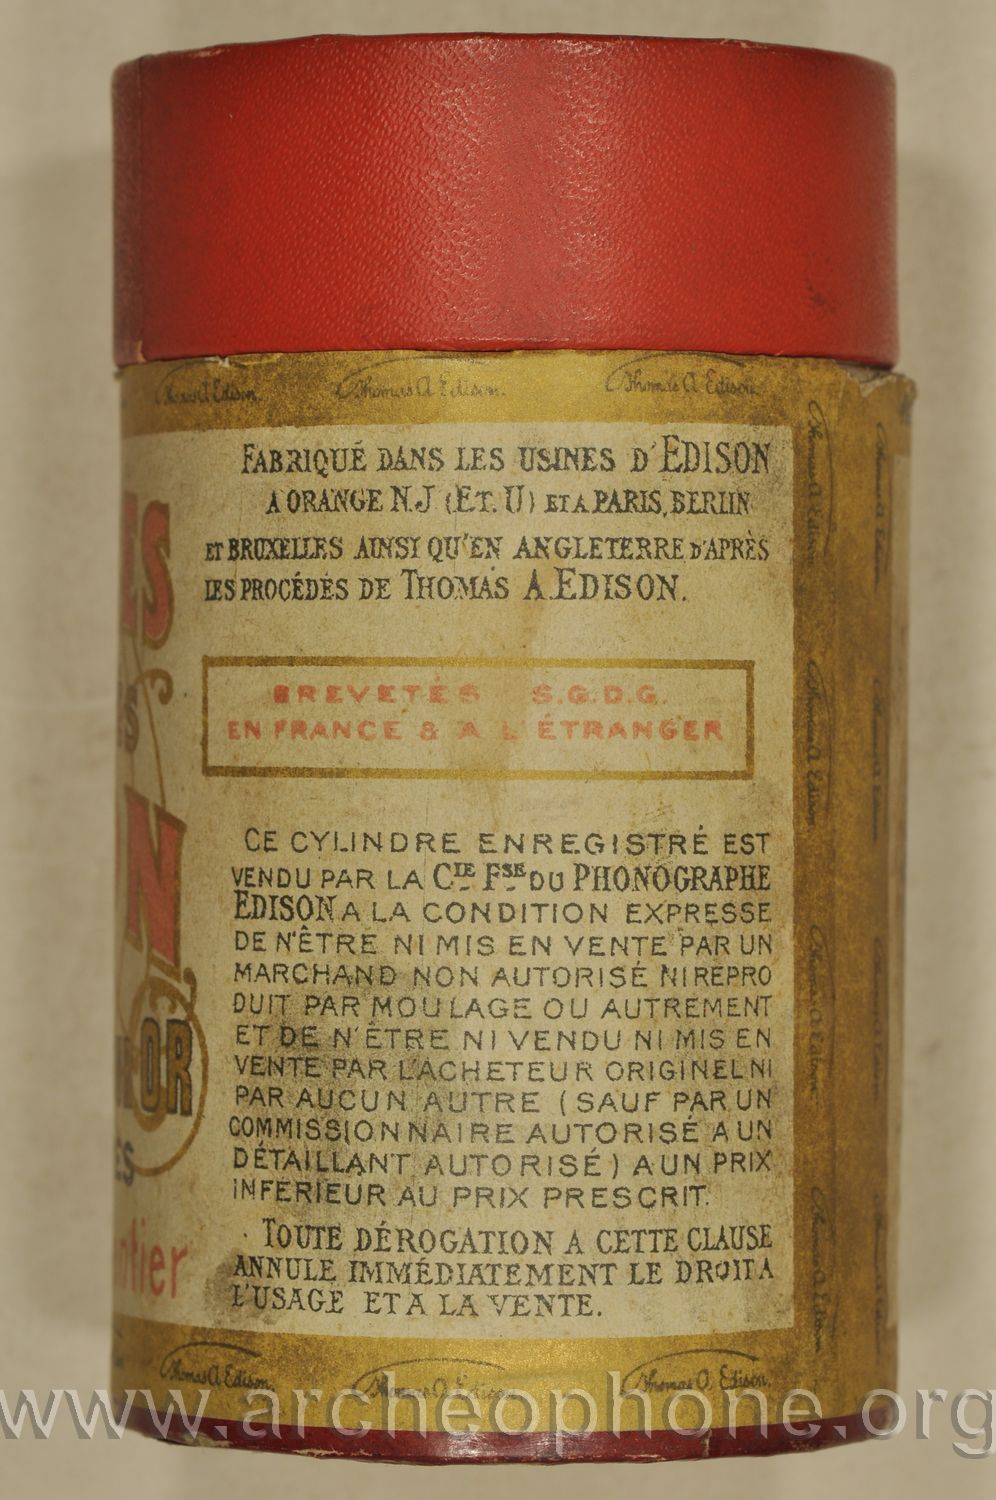 Thomas A Edison. Thomas A Edison. Thomas A Edison.
FABRIQUÉ DANS LES USINES D'EDISON
A ORANGE N.J (ET. U) ET A PARIS, BERLIN
ET BRUXELLES AINSI QU'EN ANGLETERRE D'APRÈS
LES PROCÉDÉS DE THOMAS A. EDISON.
BREVETÉS S.G.D.G.
EN FRANCE & A L'ÉTRANGER
CE CYLINDRE ENREGISTRÉ EST
VENDU PAR LA CIE FSE DU PHONOGRAPHE
EDISON A LA CONDITION EXPRESSE
DE N'ÊTRE NI MIS EN VENTE PAR UN
MARCHAND NON AUTORISÉ NI REPRO
DUIT PAR MOULAGE OU AUTREMENT
ET DE N'ÊTRE NI VENDU NI MIS EN
VENTE PAR L'ACHETEUR ORIGINEL NI
PAR AUCUN AUTRE (SAUF PAR UN
COMMISSIONNAIRE AUTORISÉ A UN
DÉTAILLANT AUTORISÉ) A UN PRIX
INFÉRIEUR AU PRIX PRESCRIT.
TOUTE DÉROGATION A CETTE CLAUSE
ANNULE IMMÉDIATEMENT LE DROIT A
L'USAGE ET A LA VENTE.
OR
Thomas A Edison. Thomas A Edison. Thomas A. Edison.
www.archeophone.org